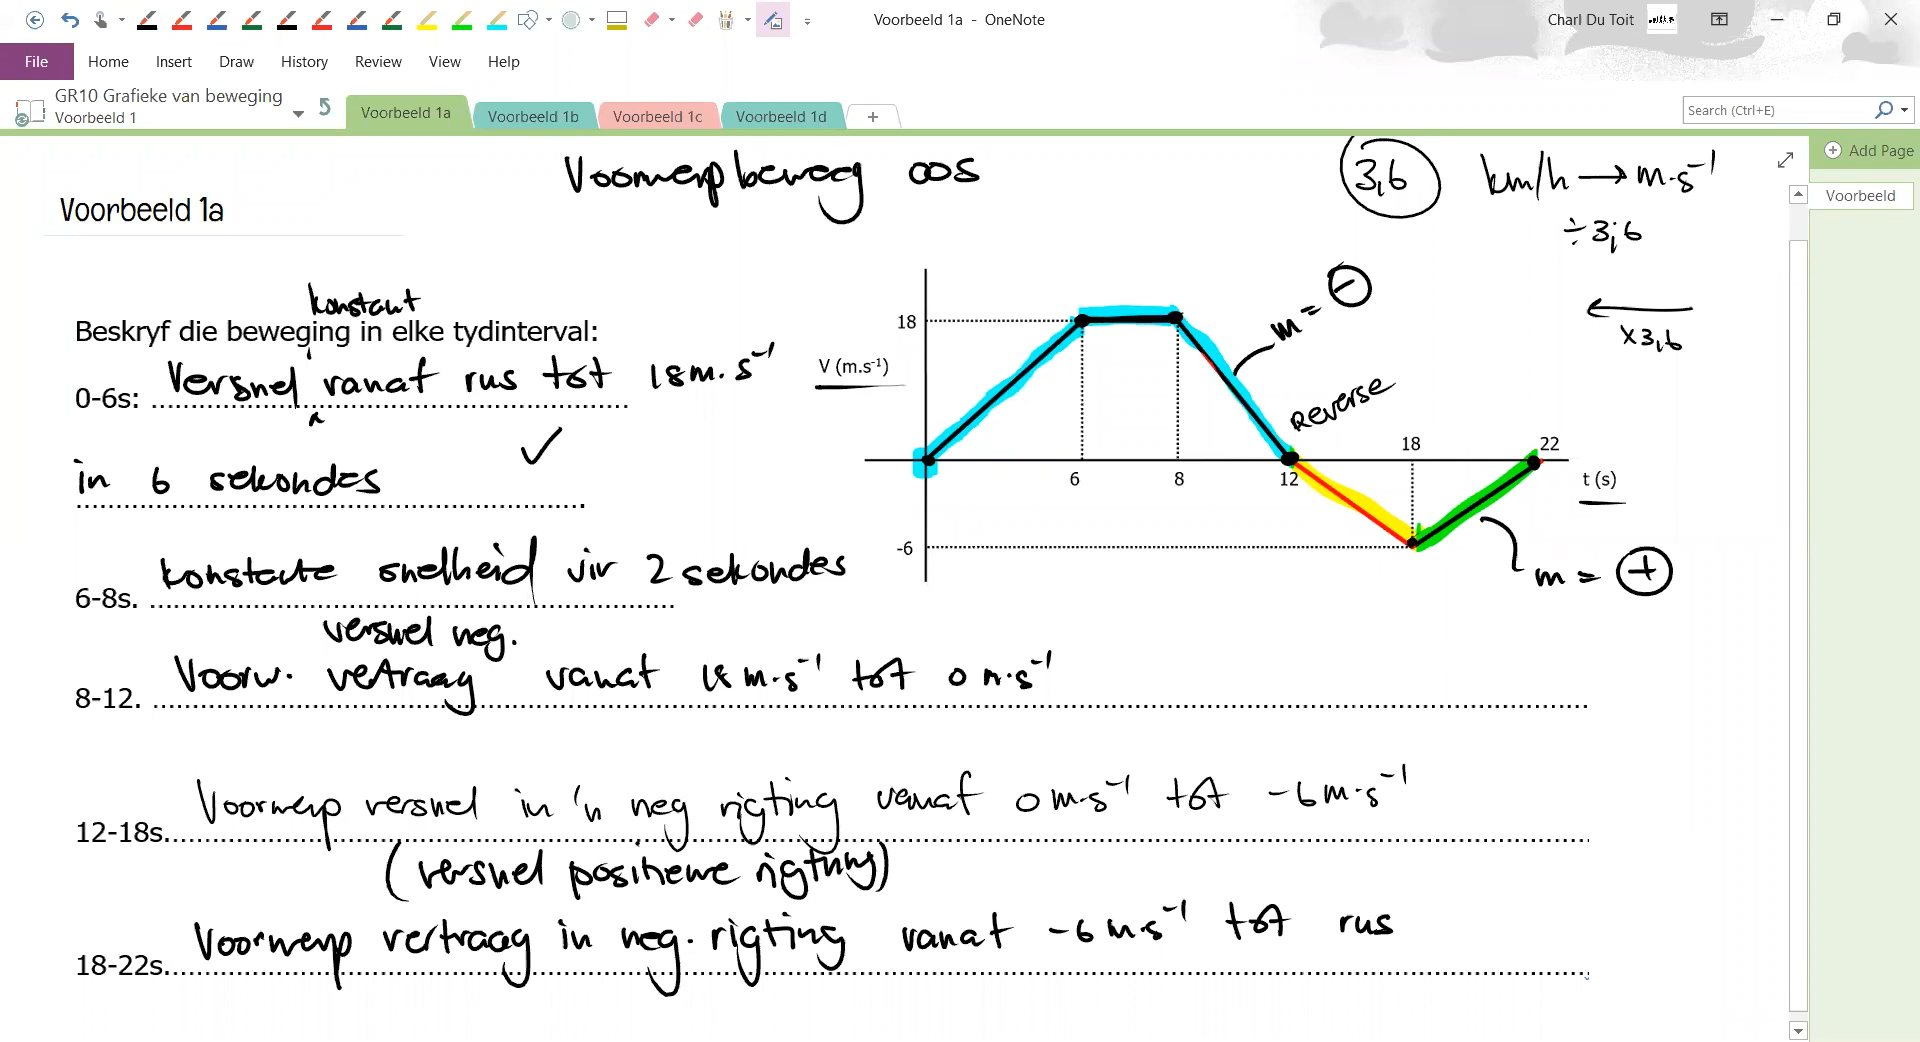 Voorbeeld 1a - OneNote
Charl Du Toit
File Home Insert Draw History Review View Help
GR10 Grafieke van beweging
Voorbeeld 1
Voorbeeld 1a Voorbeeld 1b Voorbeeld 1c Voorbeeld 1d +
Search (Ctrl+E)
Add Page
Voorbeeld
Voorwerp beweeg oos
3,6 km/h → m·s⁻¹
÷3,6
← x3,6
Voorbeeld 1a
konstant
Beskryf die beweging in elke tydinterval:
0-6s: versnel ^ vanaf rus tot 18 m·s⁻¹
in 6 sekondes ✓
6-8s. konstante snelheid vir 2 sekondes
versnel neg.
8-12. Voorw. vertraag vanaf 18 m·s⁻¹ tot 0 m·s⁻¹
12-18s. Voorwerp versnel in 'n neg rigting vanaf 0 m·s⁻¹ tot -6 m·s⁻¹
(versnel positiewe rigting)
18-22s. Voorwerp vertraag in neg. rigting vanaf -6 m·s⁻¹ tot rus
V (m.s⁻¹)
18
-6
6 8 12 18 22
t (s)
m = -
Reverse
m = +